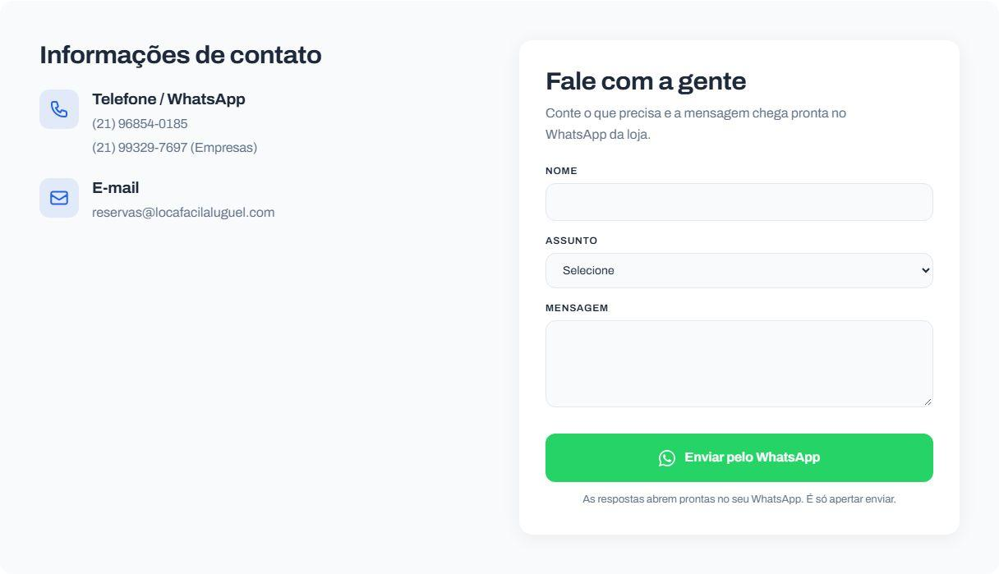 Informações de contato
Telefone / WhatsApp
(21) 96854-0185
(21) 99329-7697 (Empresas)
E-mail
reservas@locafacilaluguel.com
Fale com a gente
Conte o que precisa e a mensagem chega pronta no
WhatsApp da loja.
NOME
ASSUNTO
Selecione
MENSAGEM
Enviar pelo WhatsApp
As respostas abrem prontas no seu WhatsApp. É só apertar enviar.